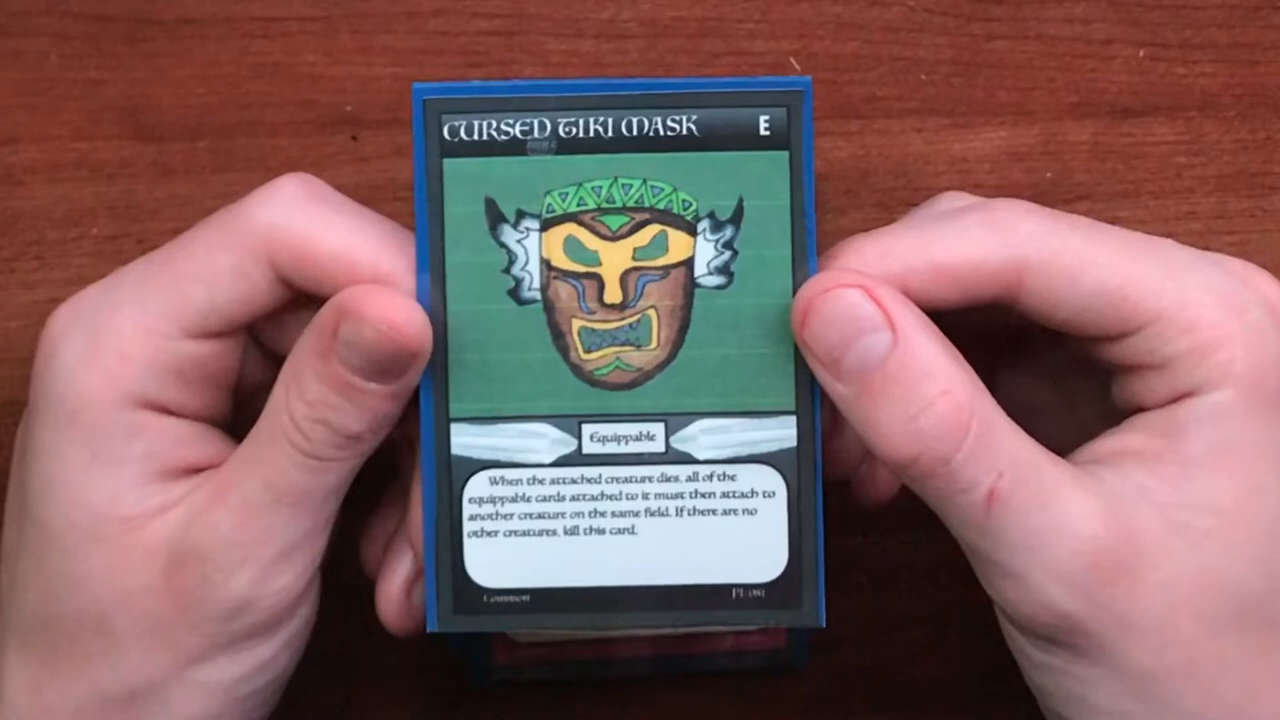 CURSED TIKI MASK E
Equippable
When the attached creature dies, all of the
equippable cards attached to it must then attach to
another creature on the same field. If there are no
other creatures, kill this card.
Common